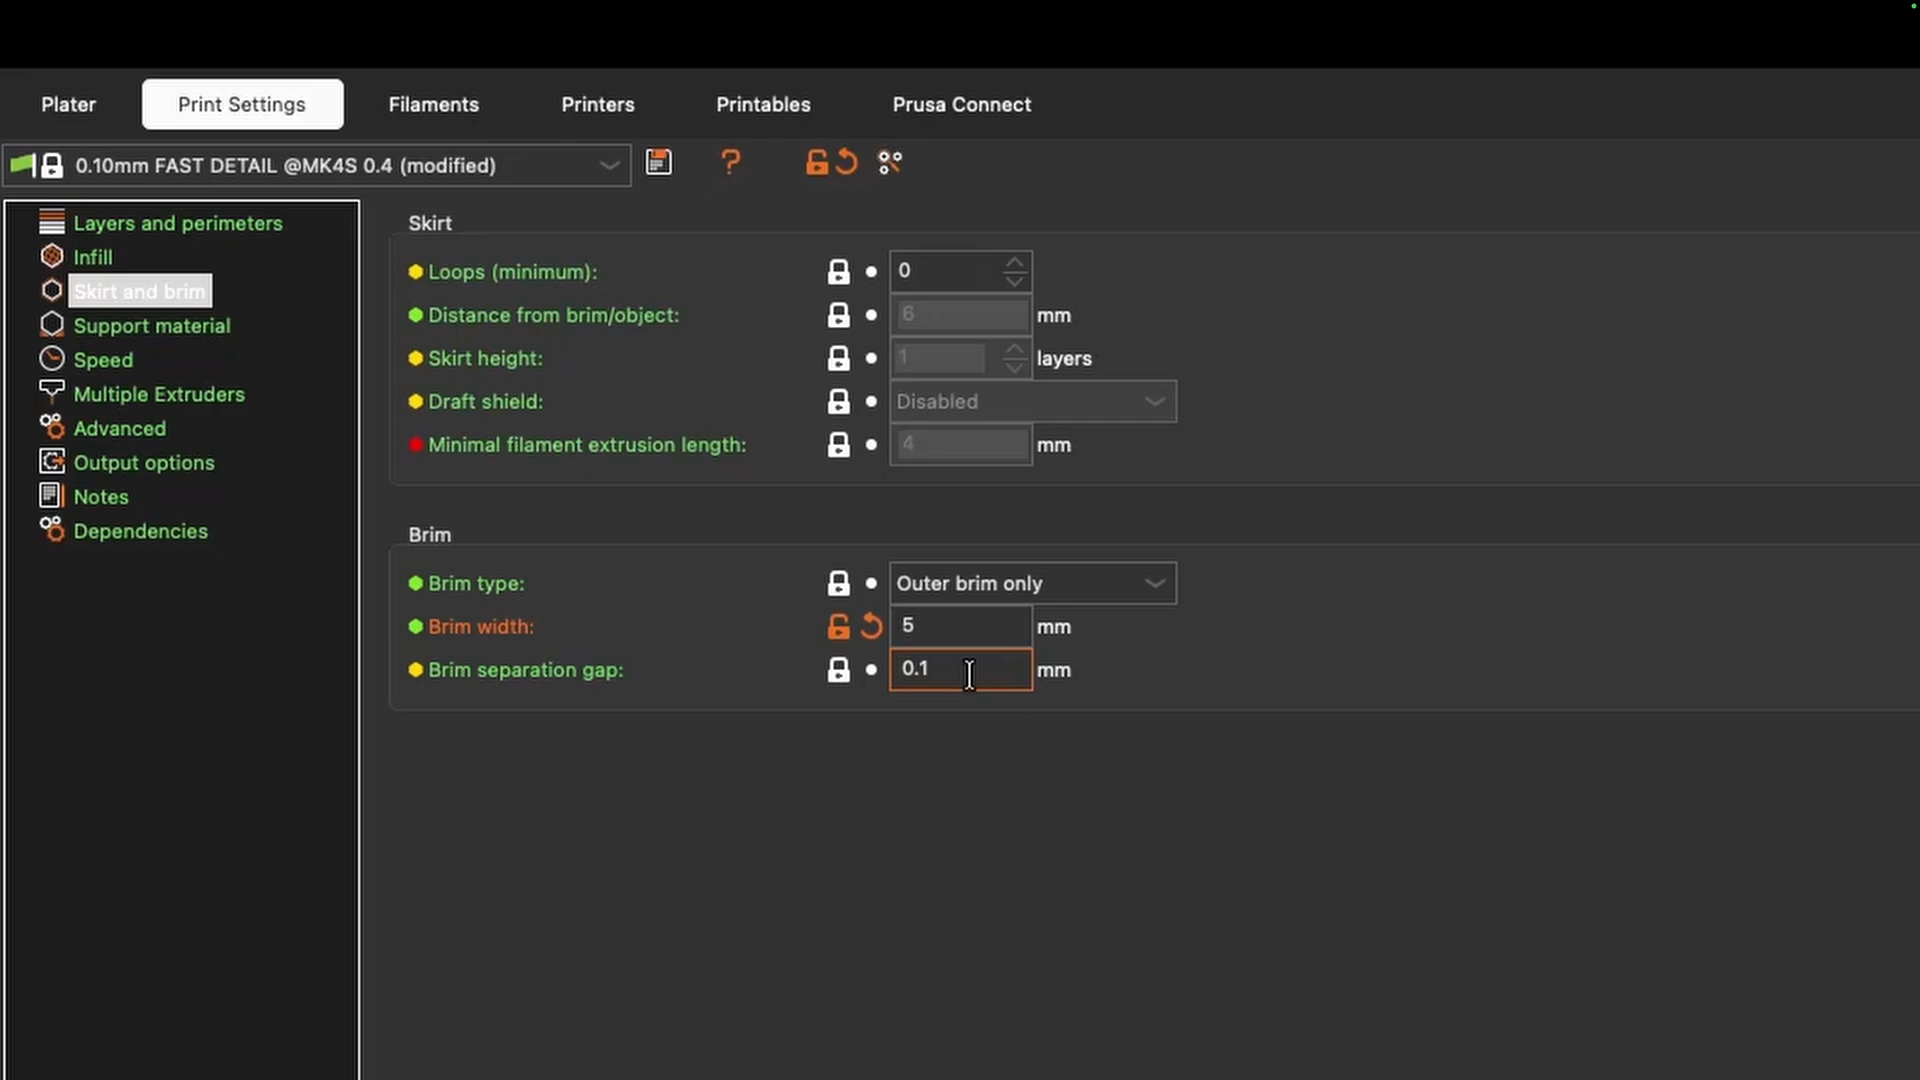 Plater Print Settings Filaments Printers Printables Prusa Connect
0.10mm FAST DETAIL @MK4S 0.4 (modified) ?
Layers and perimeters
Infill
Skirt and brim
Support material
Speed
Multiple Extruders
Advanced
Output options
Notes
Dependencies
Skirt
Loops (minimum): 0
Distance from brim/object: 6 mm
Skirt height: 1 layers
Draft shield: Disabled
Minimal filament extrusion length: 4 mm
Brim
Brim type: Outer brim only
Brim width: 5 mm
Brim separation gap: 0.1 mm